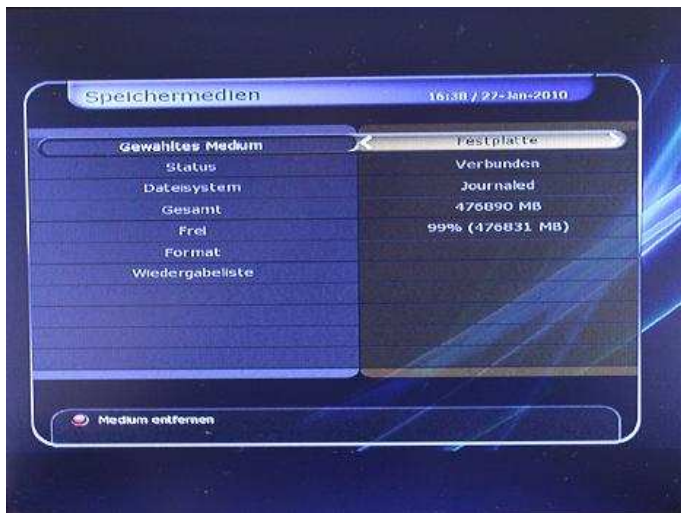 Speichermedien 16:38 / 27-Jan-2010
Gewähltes Medium Festplatte
Status Verbunden
Dateisystem Journaled
Gesamt 476890 MB
Frei 99% (476831 MB)
Format
Wiedergabeliste
Medium entfernen